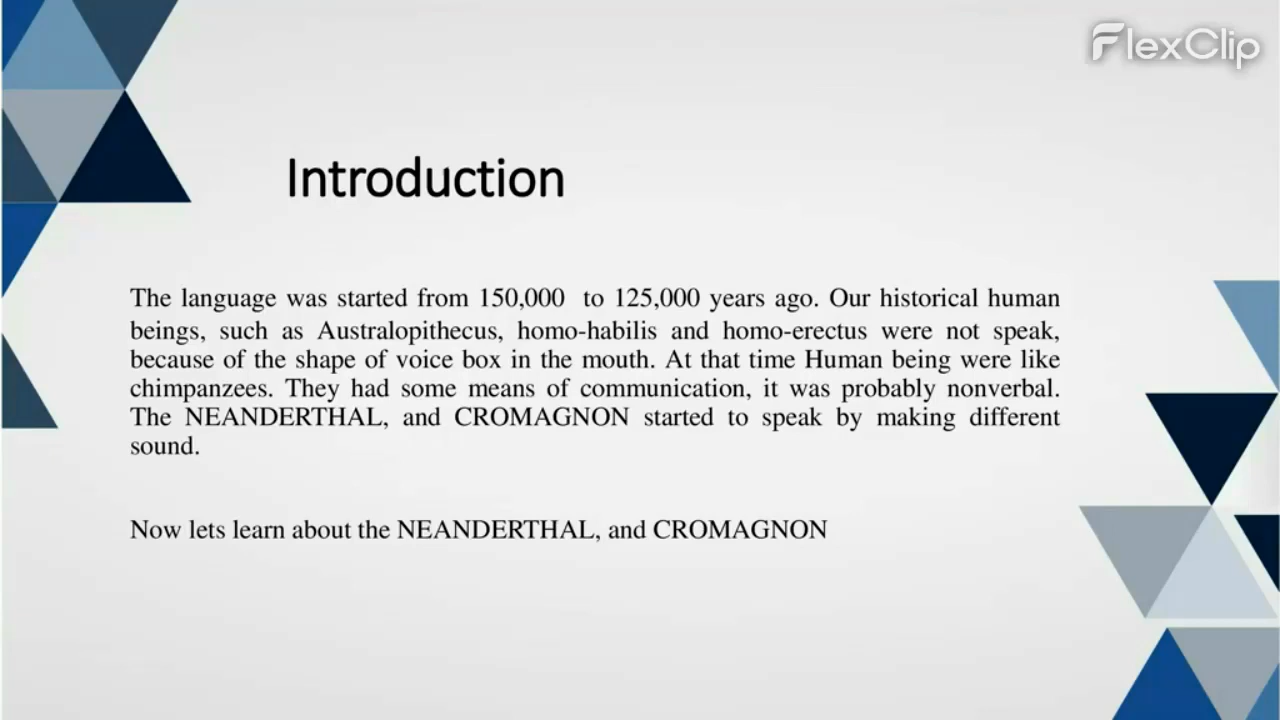 FlexClip
Introduction
The language was started from 150,000 to 125,000 years ago. Our historical human
beings, such as Australopithecus, homo-habilis and homo-erectus were not speak,
because of the shape of voice box in the mouth. At that time Human being were like
chimpanzees. They had some means of communication, it was probably nonverbal.
The NEANDERTHAL, and CROMAGNON started to speak by making different
sound.
Now lets learn about the NEANDERTHAL, and CROMAGNON